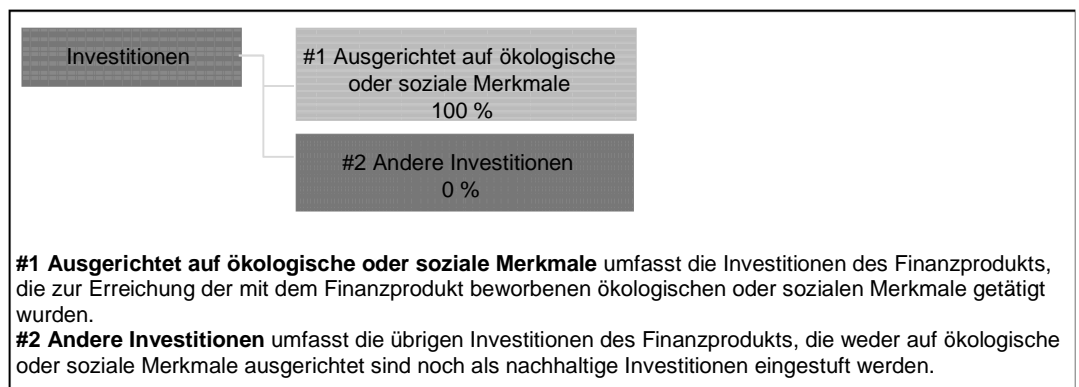 Investitionen
#1 Ausgerichtet auf ökologische
oder soziale Merkmale
100 %
#2 Andere Investitionen
0 %
#1 Ausgerichtet auf ökologische oder soziale Merkmale umfasst die Investitionen des Finanzprodukts,
die zur Erreichung der mit dem Finanzprodukt beworbenen ökologischen oder sozialen Merkmale getätigt
wurden.
#2 Andere Investitionen umfasst die übrigen Investitionen des Finanzprodukts, die weder auf ökologische
oder soziale Merkmale ausgerichtet sind noch als nachhaltige Investitionen eingestuft werden.